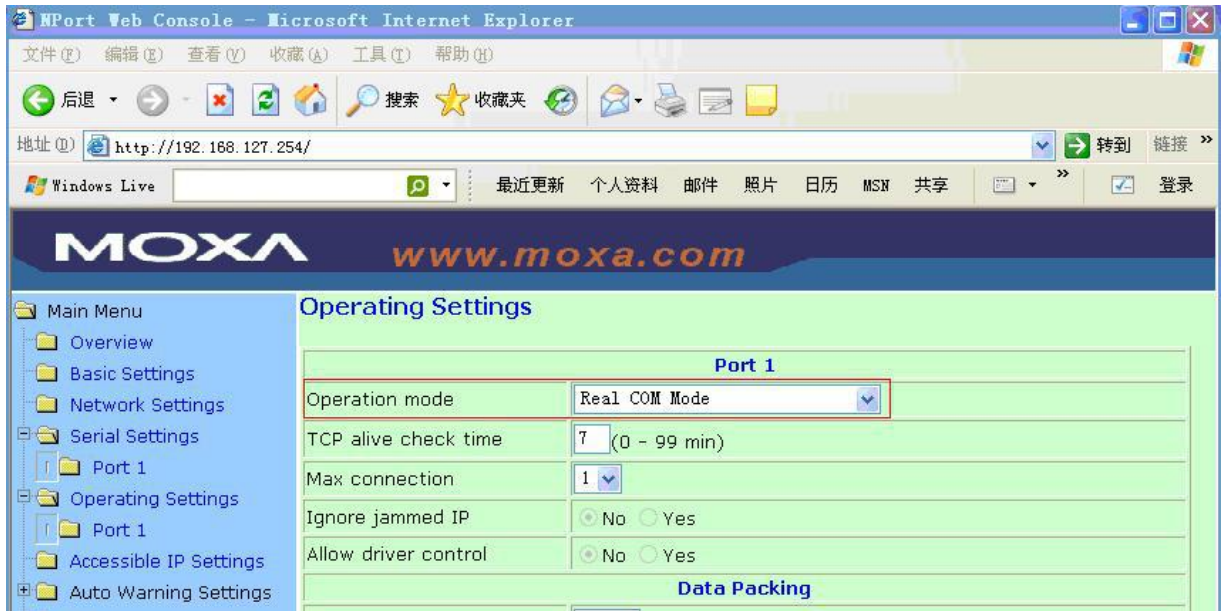 NPort Web Console - Microsoft Internet Explorer
文件(F) 编辑(E) 查看(V) 收藏(A) 工具(T) 帮助(H)
后退 搜索 收藏夹
地址(D) http://192.168.127.254/ 转到 链接 »
Windows Live 最近更新 个人资料 邮件 照片 日历 MSN 共享 » 登录
MOXA www.moxa.com
Main Menu
Overview
Basic Settings
Network Settings
Serial Settings
Port 1
Operating Settings
Port 1
Accessible IP Settings
Auto Warning Settings
Operating Settings
Port 1
Operation mode Real COM Mode
TCP alive check time 7 (0 - 99 min)
Max connection 1
Ignore jammed IP No Yes
Allow driver control No Yes
Data Packing